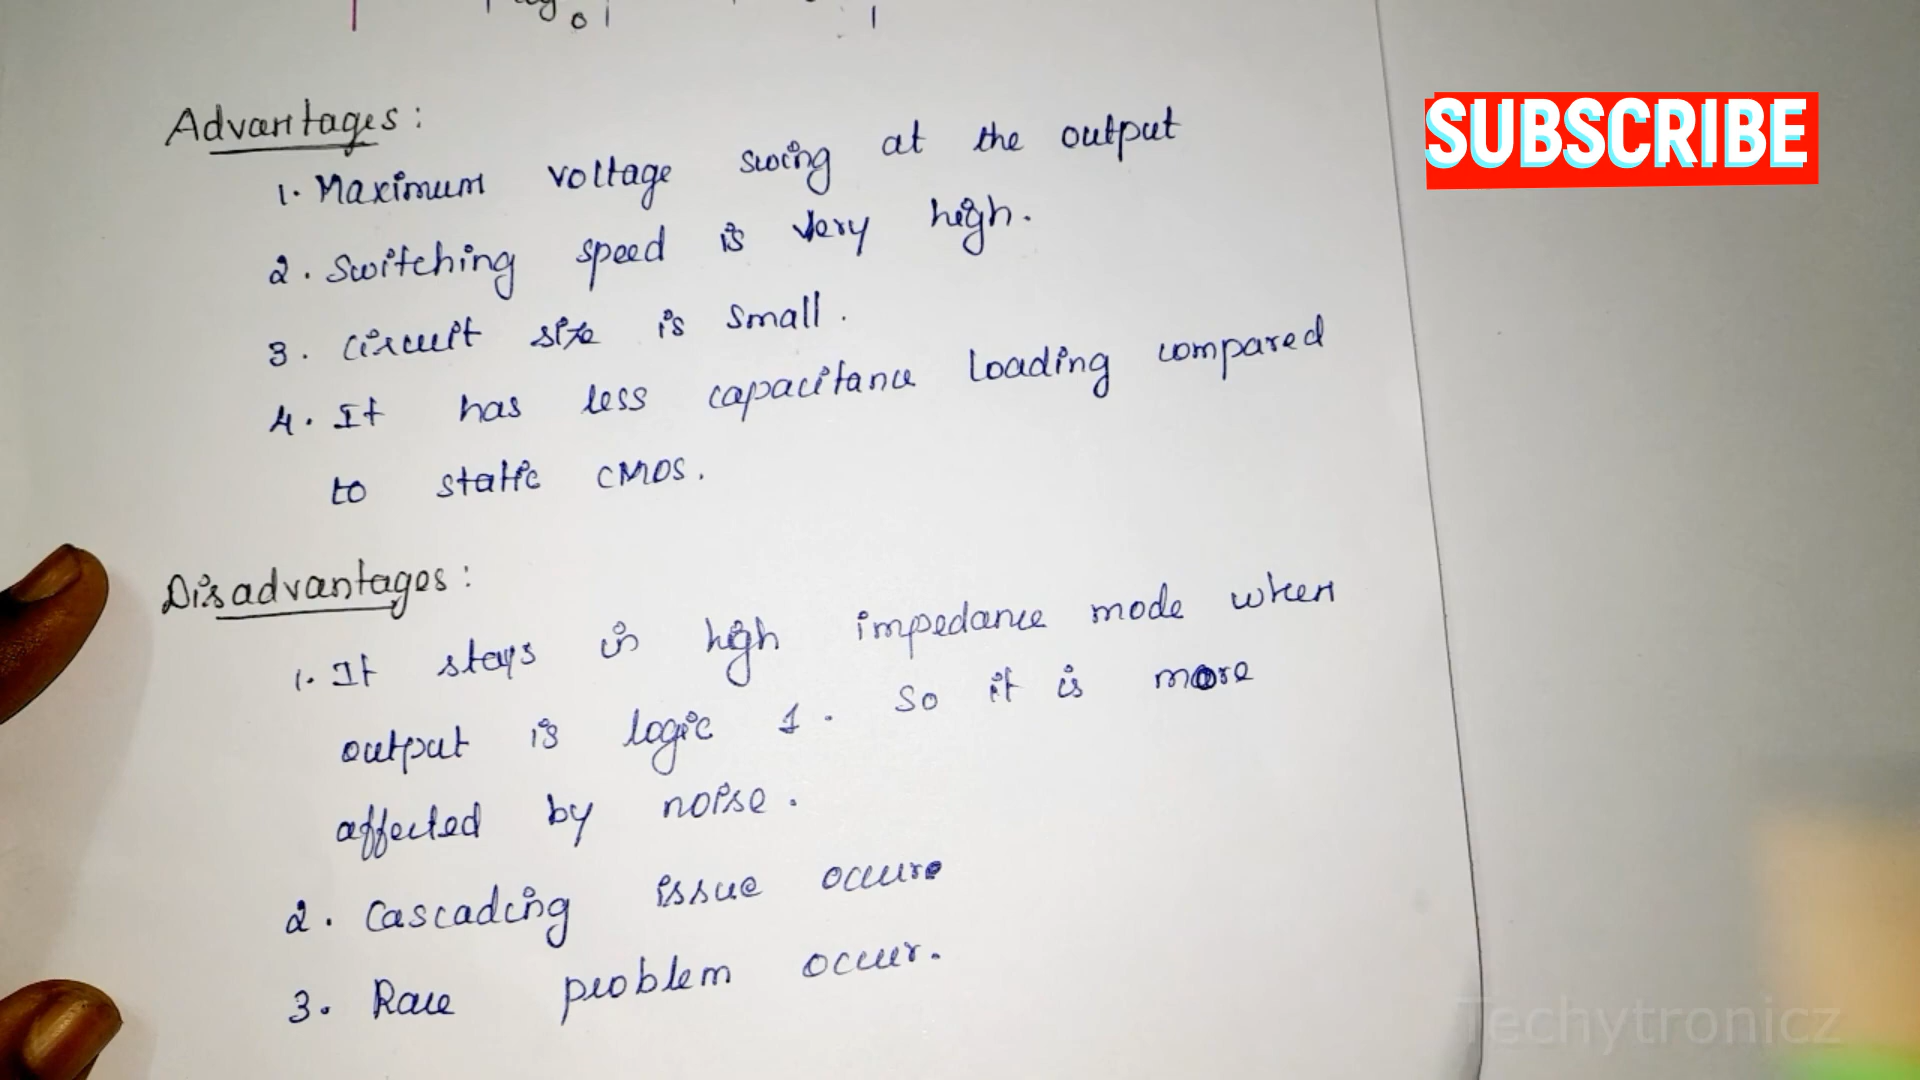 Advantages:
1. Maximum voltage swing at the output
2. Switching speed is very high.
3. circuit size is small.
4. It has less capacitance loading compared
to static CMOS.
Disadvantages:
1. It stays in high impedance mode when
output is logic 1. So it is more
affected by noise.
2. Cascading issue occurs
3. Race problem occur.
SUBSCRIBE
Techytronicz